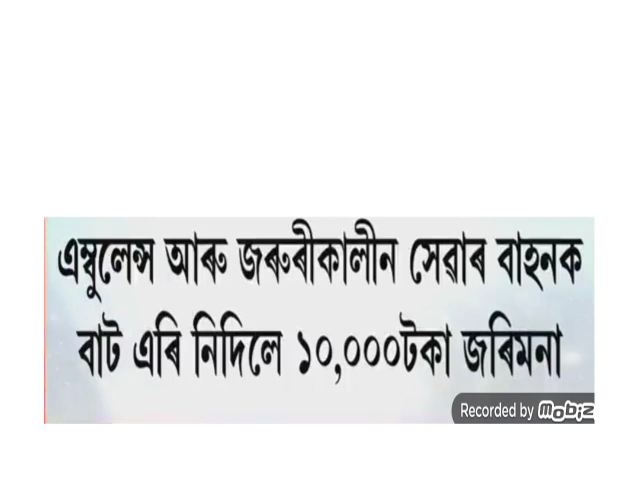 এম্বুলেন্স আৰু জৰুৰীকালীন সেৱাৰ বাহনক
বাট এৰি নিদিলে ১০,০০০টকা জৰিমনা
Recorded by Mobiz